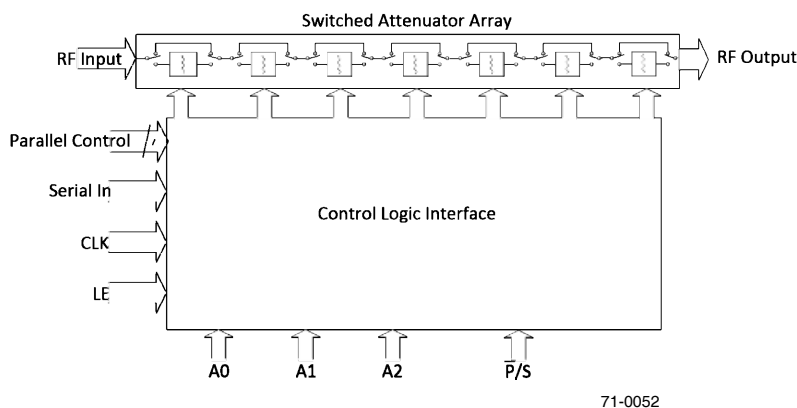 Switched Attenuator Array
RF Input
RF Output
Parallel Control
Serial In
Control Logic Interface
CLK
LE
A0
A1
A2
P̅/S
71-0052